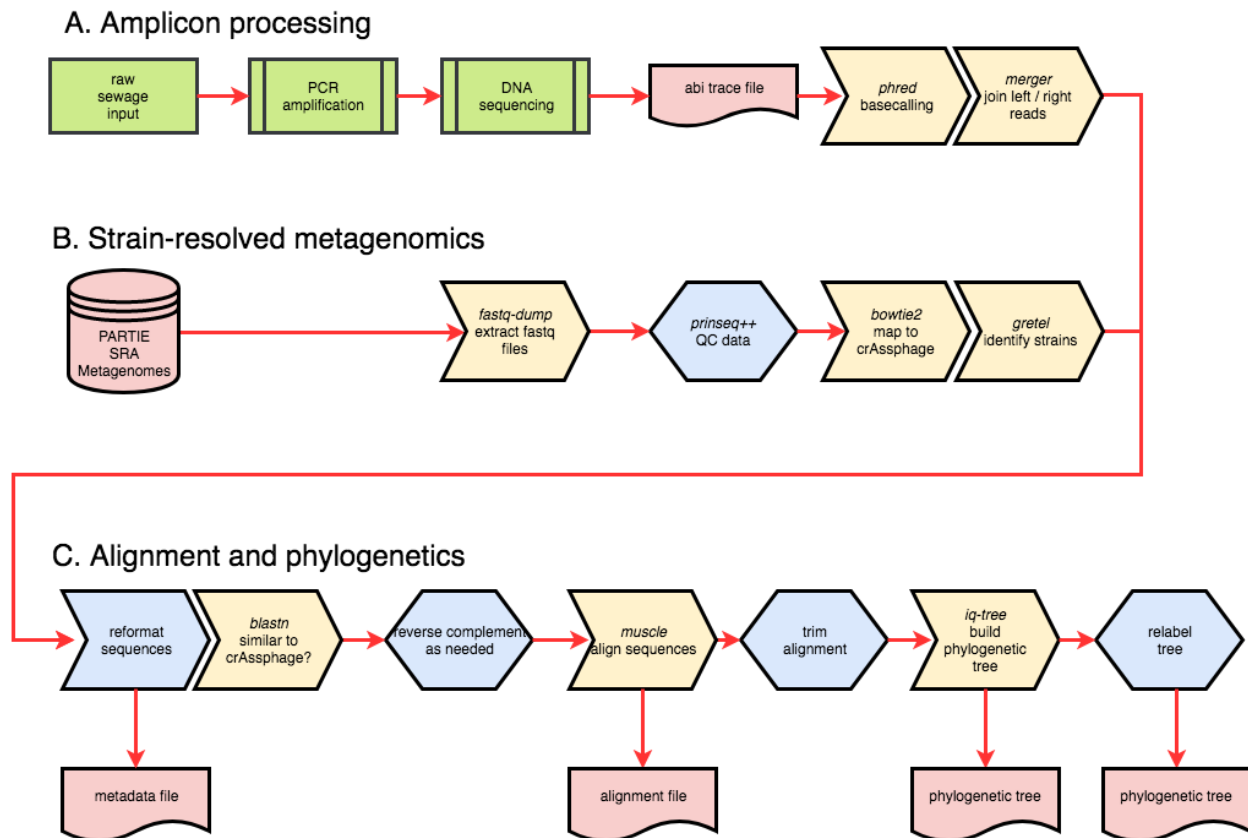 A. Amplicon processing
raw
sewage
input
PCR
amplification
DNA
sequencing
abi trace file
phred
basecalling
merger
join left / right
reads
B. Strain-resolved metagenomics
PARTIE
SRA
Metagenomes
fastq-dump
extract fastq
files
prinseq++
QC data
bowtie2
map to
crAssphage
gretel
identify strains
C. Alignment and phylogenetics
reformat
sequences
blastn
similar to
crAssphage?
reverse complement
as needed
muscle
align sequences
trim
alignment
iq-tree
build
phylogenetic
tree
relabel
tree
metadata file
alignment file
phylogenetic tree
phylogenetic tree